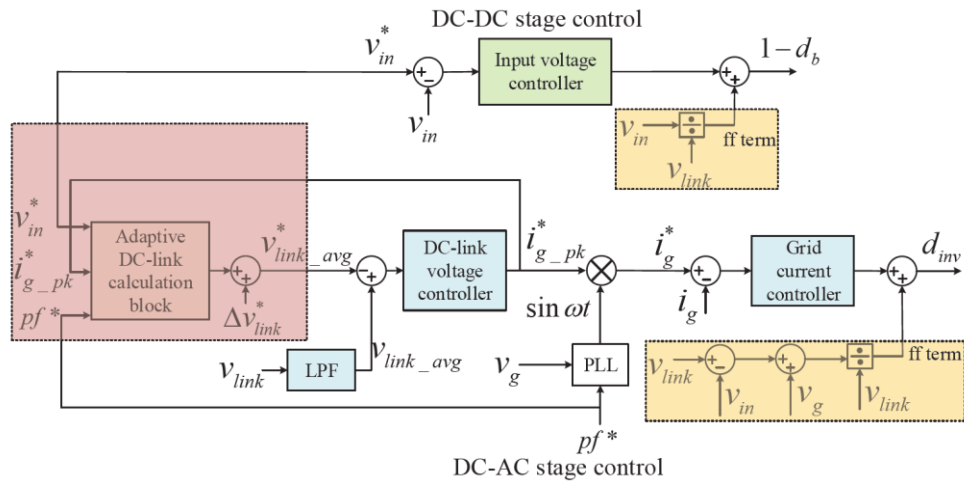 DC-DC stage control
v*in
+
−
vin
Input voltage
controller
+
+
1 − db
vin
÷
vlink
ff term
v*in
i*g_pk
pf *
Adaptive
DC-link
calculation
block
+
+
v*link_avg
Δv*link
−
+
DC-link
voltage
controller
i*g_pk
sin ωt
i*g
+
−
ig
Grid
current
controller
+
+
dinv
vlink
LPF
vlink_avg
vg
PLL
pf *
vlink
+
−
vin
+
+
vg
÷
vlink
ff term
DC-AC stage control